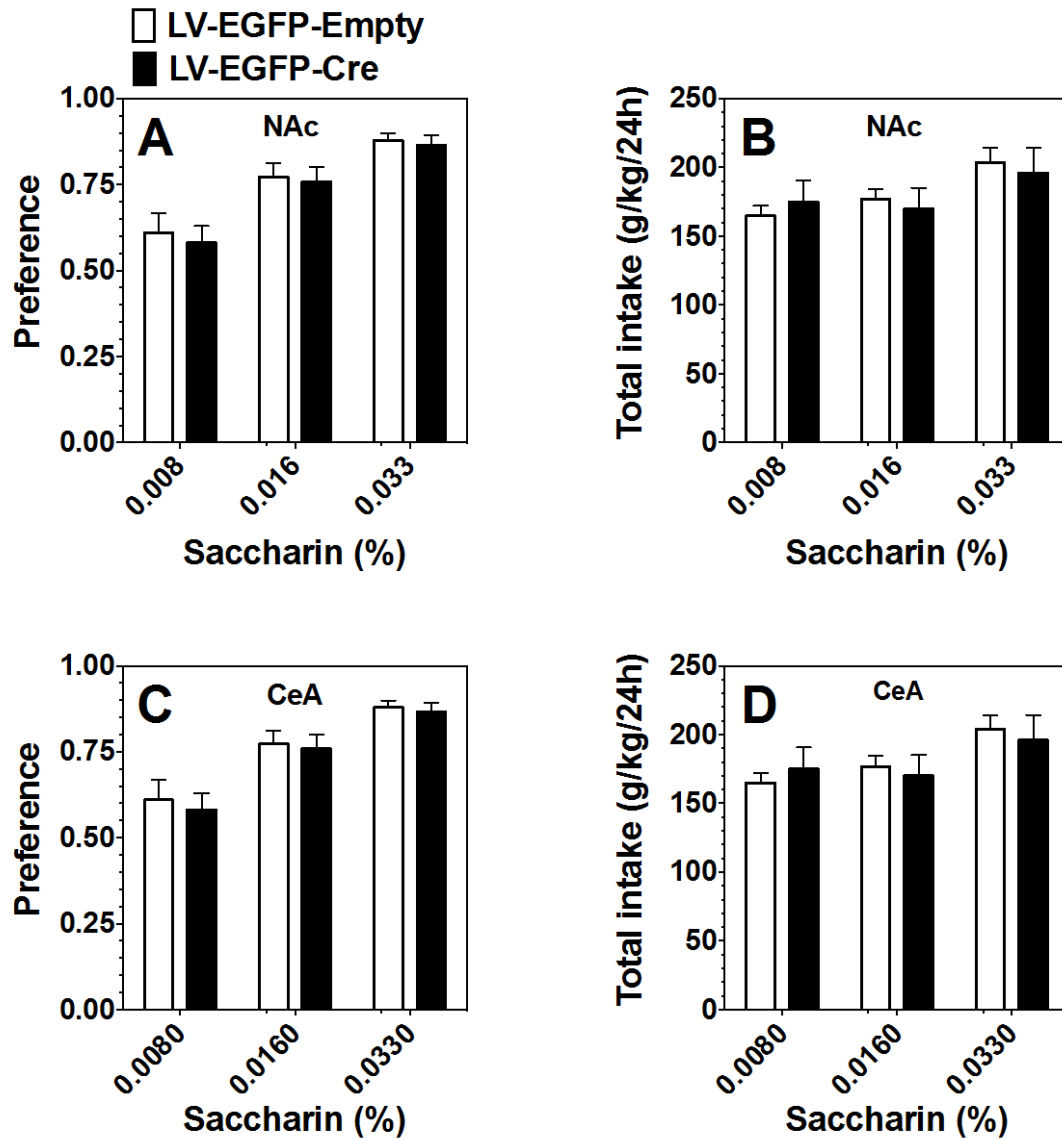 LV-EGFP-Empty
LV-EGFP-Cre
A
NAc
Preference
1.00
0.75
0.50
0.25
0.00
0.008
0.016
0.033
Saccharin (%)
B
NAc
Total intake (g/kg/24h)
250
200
150
100
50
0
0.008
0.016
0.033
Saccharin (%)
C
CeA
Preference
1.00
0.75
0.50
0.25
0.00
0.0080
0.0160
0.0330
Saccharin (%)
D
CeA
Total intake (g/kg/24h)
250
200
150
100
50
0
0.0080
0.0160
0.0330
Saccharin (%)